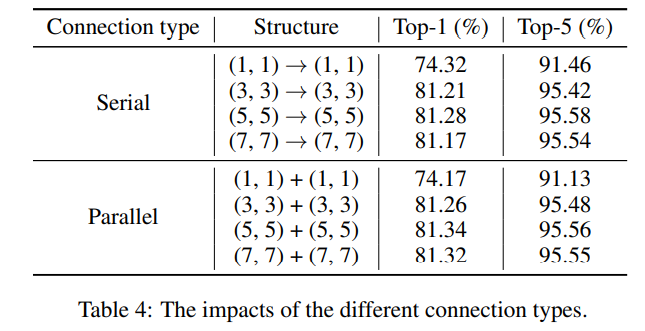 Connection type | Structure | Top-1 (%) | Top-5 (%)
Serial
(1, 1) → (1, 1) 74.32 91.46
(3, 3) → (3, 3) 81.21 95.42
(5, 5) → (5, 5) 81.28 95.58
(7, 7) → (7, 7) 81.17 95.54
Parallel
(1, 1) + (1, 1) 74.17 91.13
(3, 3) + (3, 3) 81.26 95.48
(5, 5) + (5, 5) 81.34 95.56
(7, 7) + (7, 7) 81.32 95.55
Table 4: The impacts of the different connection types.